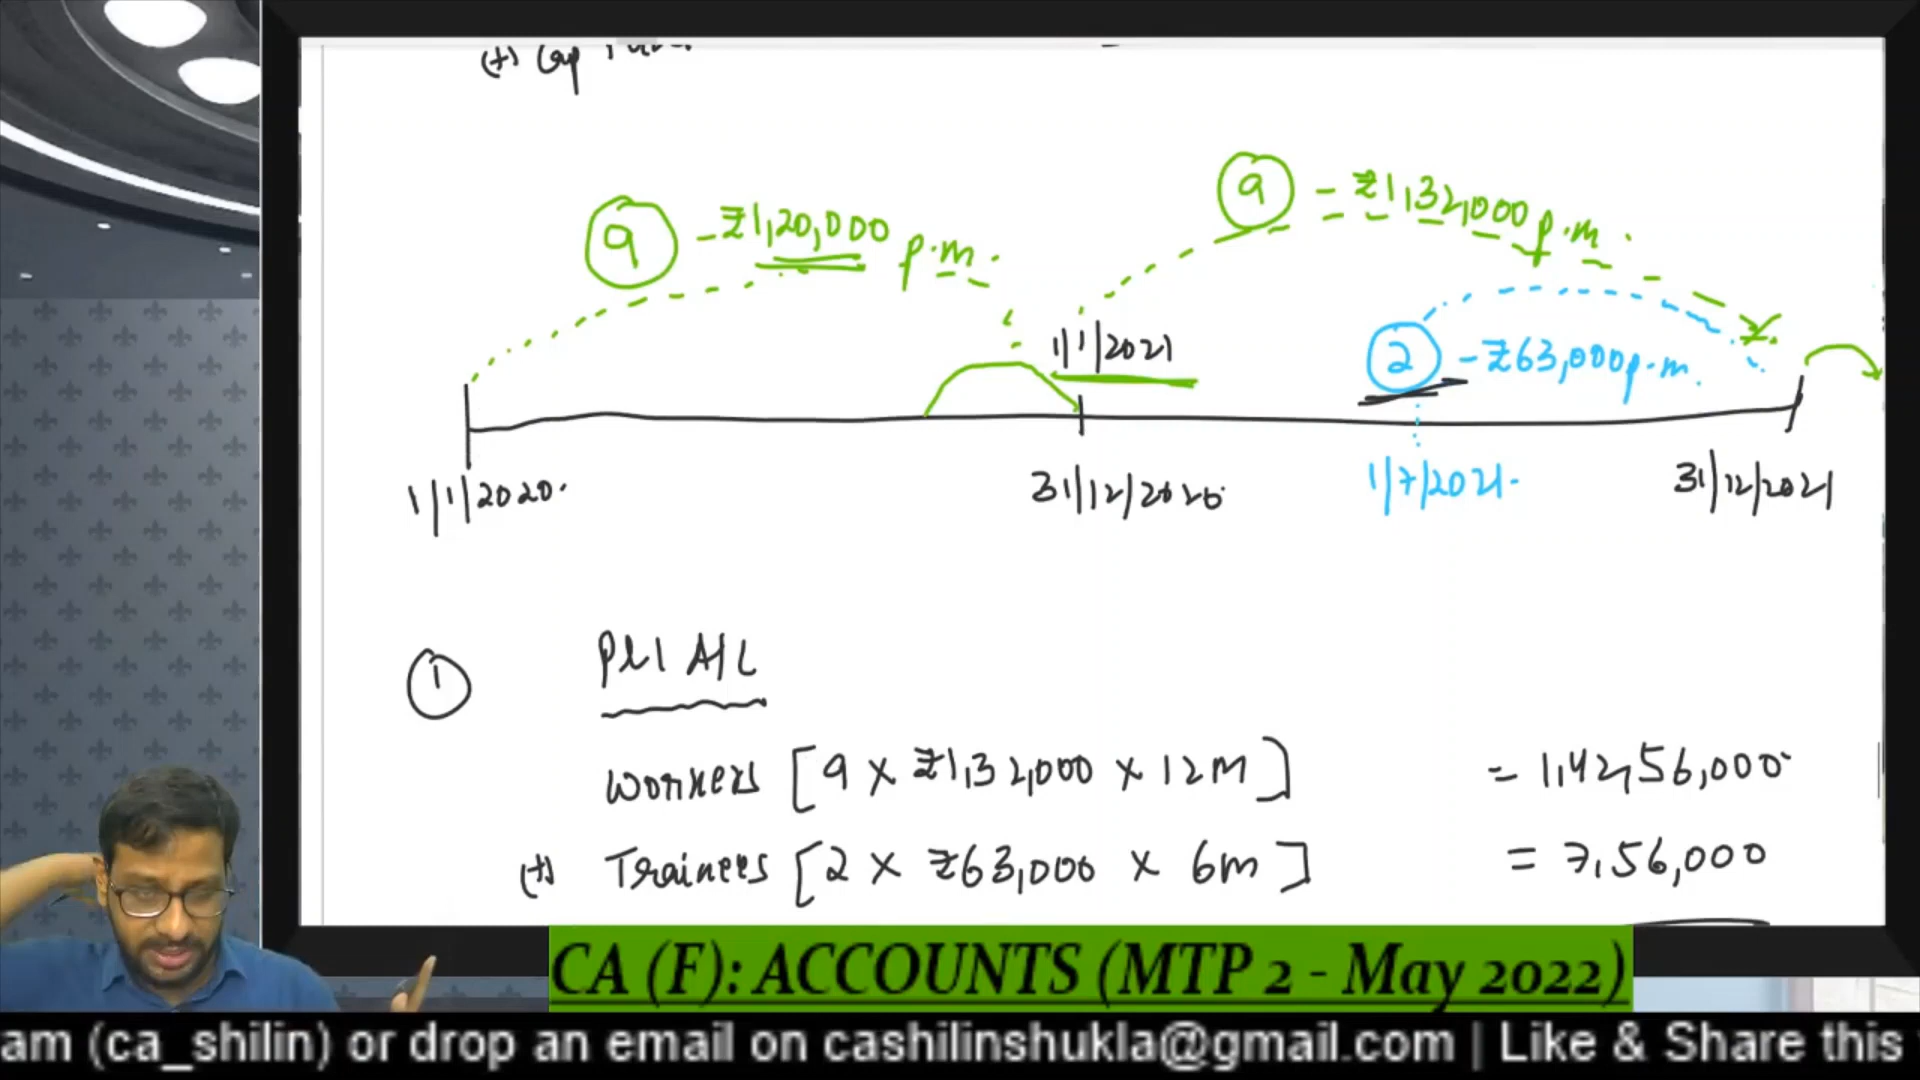 (+)
9 - ₹1,20,000 p.m.
9 - ₹1,32,000 p.m.
1/1/2021
2 - ₹63,000 p.m.
1/1/2020.
31/12/2020
1/7/2021.
31/12/2021
1 P&L A/c
Workers [9 × ₹1,32,000 × 12m] = 1,42,56,000
(+) Trainees [2 × ₹63,000 × 6m] = 7,56,000
CA (F): ACCOUNTS (MTP 2 - May 2022)
am (ca_shilin) or drop an email on cashilinshukla@gmail.com | Like & Share this